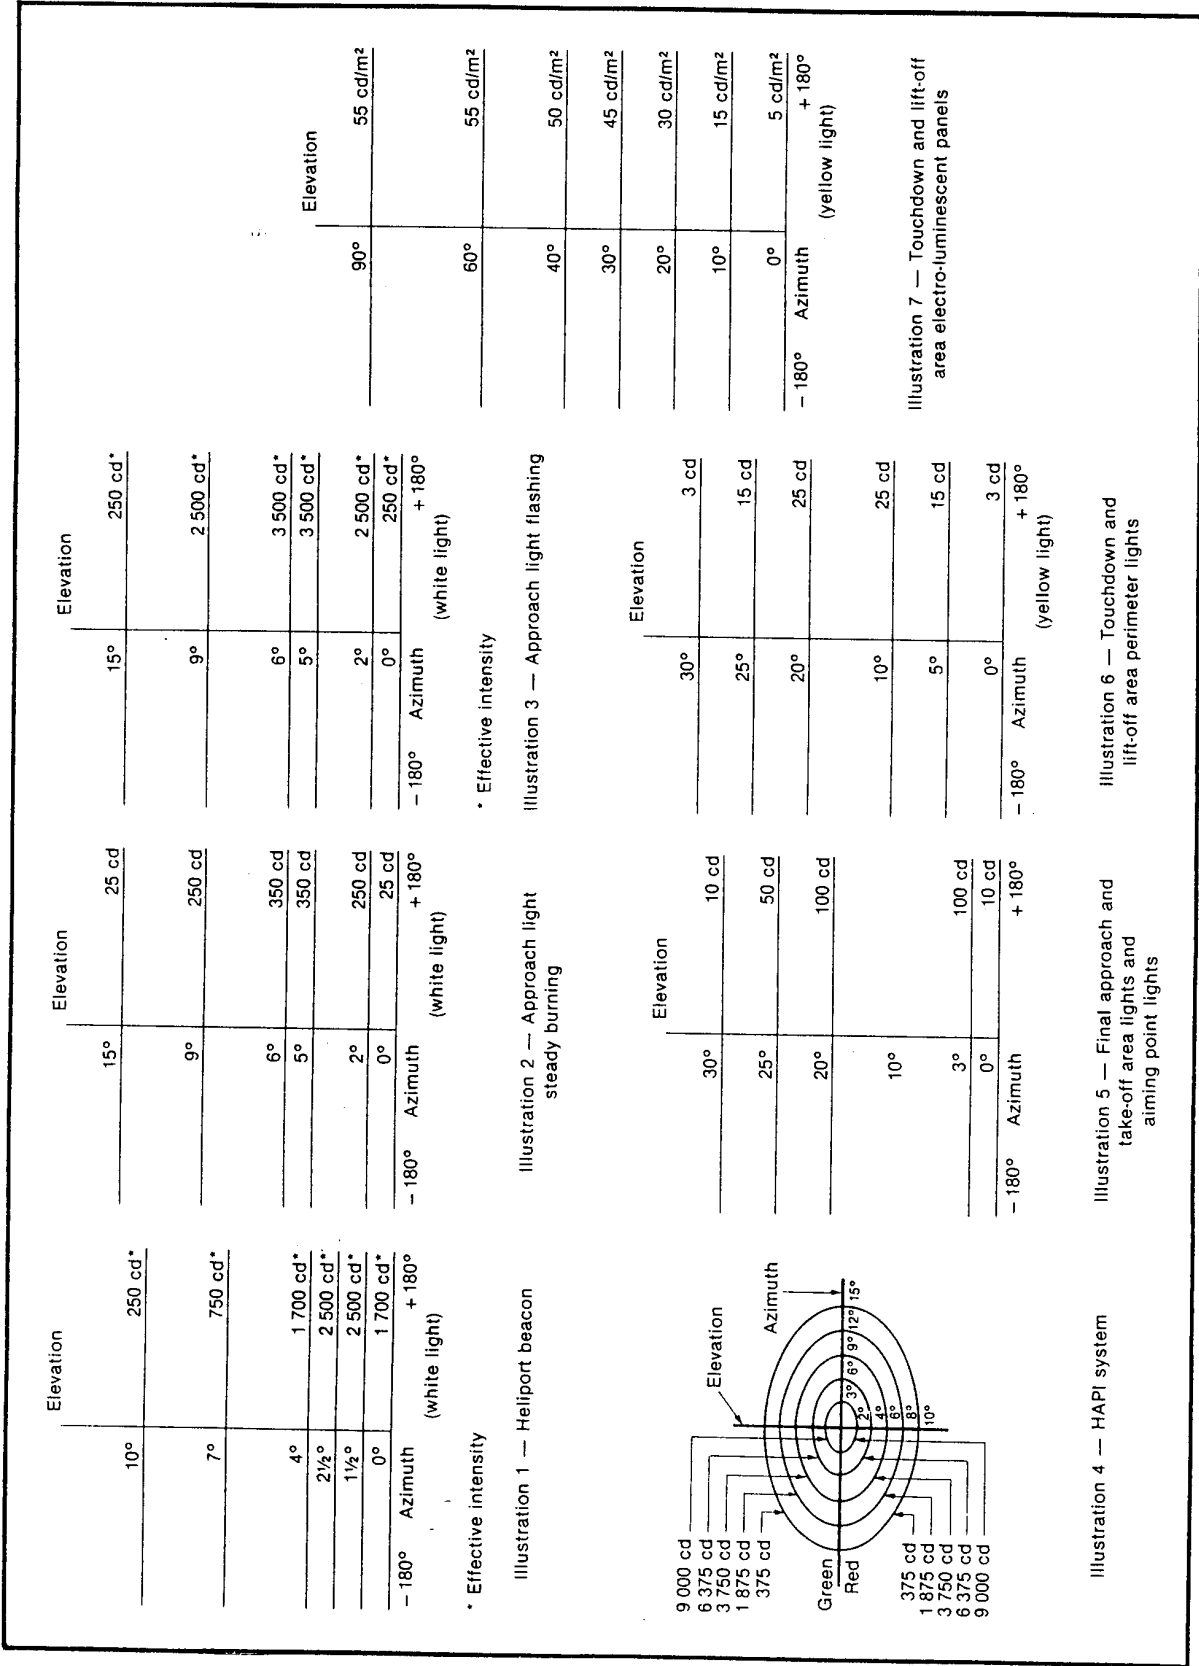 Elevation
10° 250 cd*
7° 750 cd*
4° 1 700 cd*
2½° 2 500 cd*
1½° 2 500 cd*
0° 1 700 cd*
− 180° Azimuth + 180°
(white light)
* Effective intensity
Illustration 1 — Heliport beacon
Elevation
15° 25 cd
9° 250 cd
6° 350 cd
5° 350 cd
2° 250 cd
0° 25 cd
− 180° Azimuth + 180°
(white light)
Illustration 2 — Approach light
steady burning
Elevation
15° 250 cd*
9° 2 500 cd*
6° 3 500 cd*
5° 3 500 cd*
2° 2 500 cd*
0° 250 cd*
− 180° Azimuth + 180°
(white light)
* Effective intensity
Illustration 3 — Approach light flashing
Elevation
Azimuth
9 000 cd
6 375 cd
3 750 cd
1 875 cd
375 cd
Green
Red
3° 6° 9° 12° 15°
2°
4°
6°
8°
10°
375 cd
1 875 cd
3 750 cd
6 375 cd
9 000 cd
Illustration 4 — HAPI system
Elevation
30° 10 cd
25° 50 cd
20° 100 cd
10°
3° 100 cd
0° 10 cd
− 180° Azimuth + 180°
Illustration 5 — Final approach and
take-off area lights and
aiming point lights
Elevation
30° 3 cd
25° 15 cd
20° 25 cd
10° 25 cd
5° 15 cd
0° 3 cd
− 180° Azimuth + 180°
(yellow light)
Illustration 6 — Touchdown and
lift-off area perimeter lights
Elevation
90° 55 cd/m²
60° 55 cd/m²
40° 50 cd/m²
30° 45 cd/m²
20° 30 cd/m²
10° 15 cd/m²
0° 5 cd/m²
− 180° Azimuth + 180°
(yellow light)
Illustration 7 — Touchdown and lift-off
area electro-luminescent panels